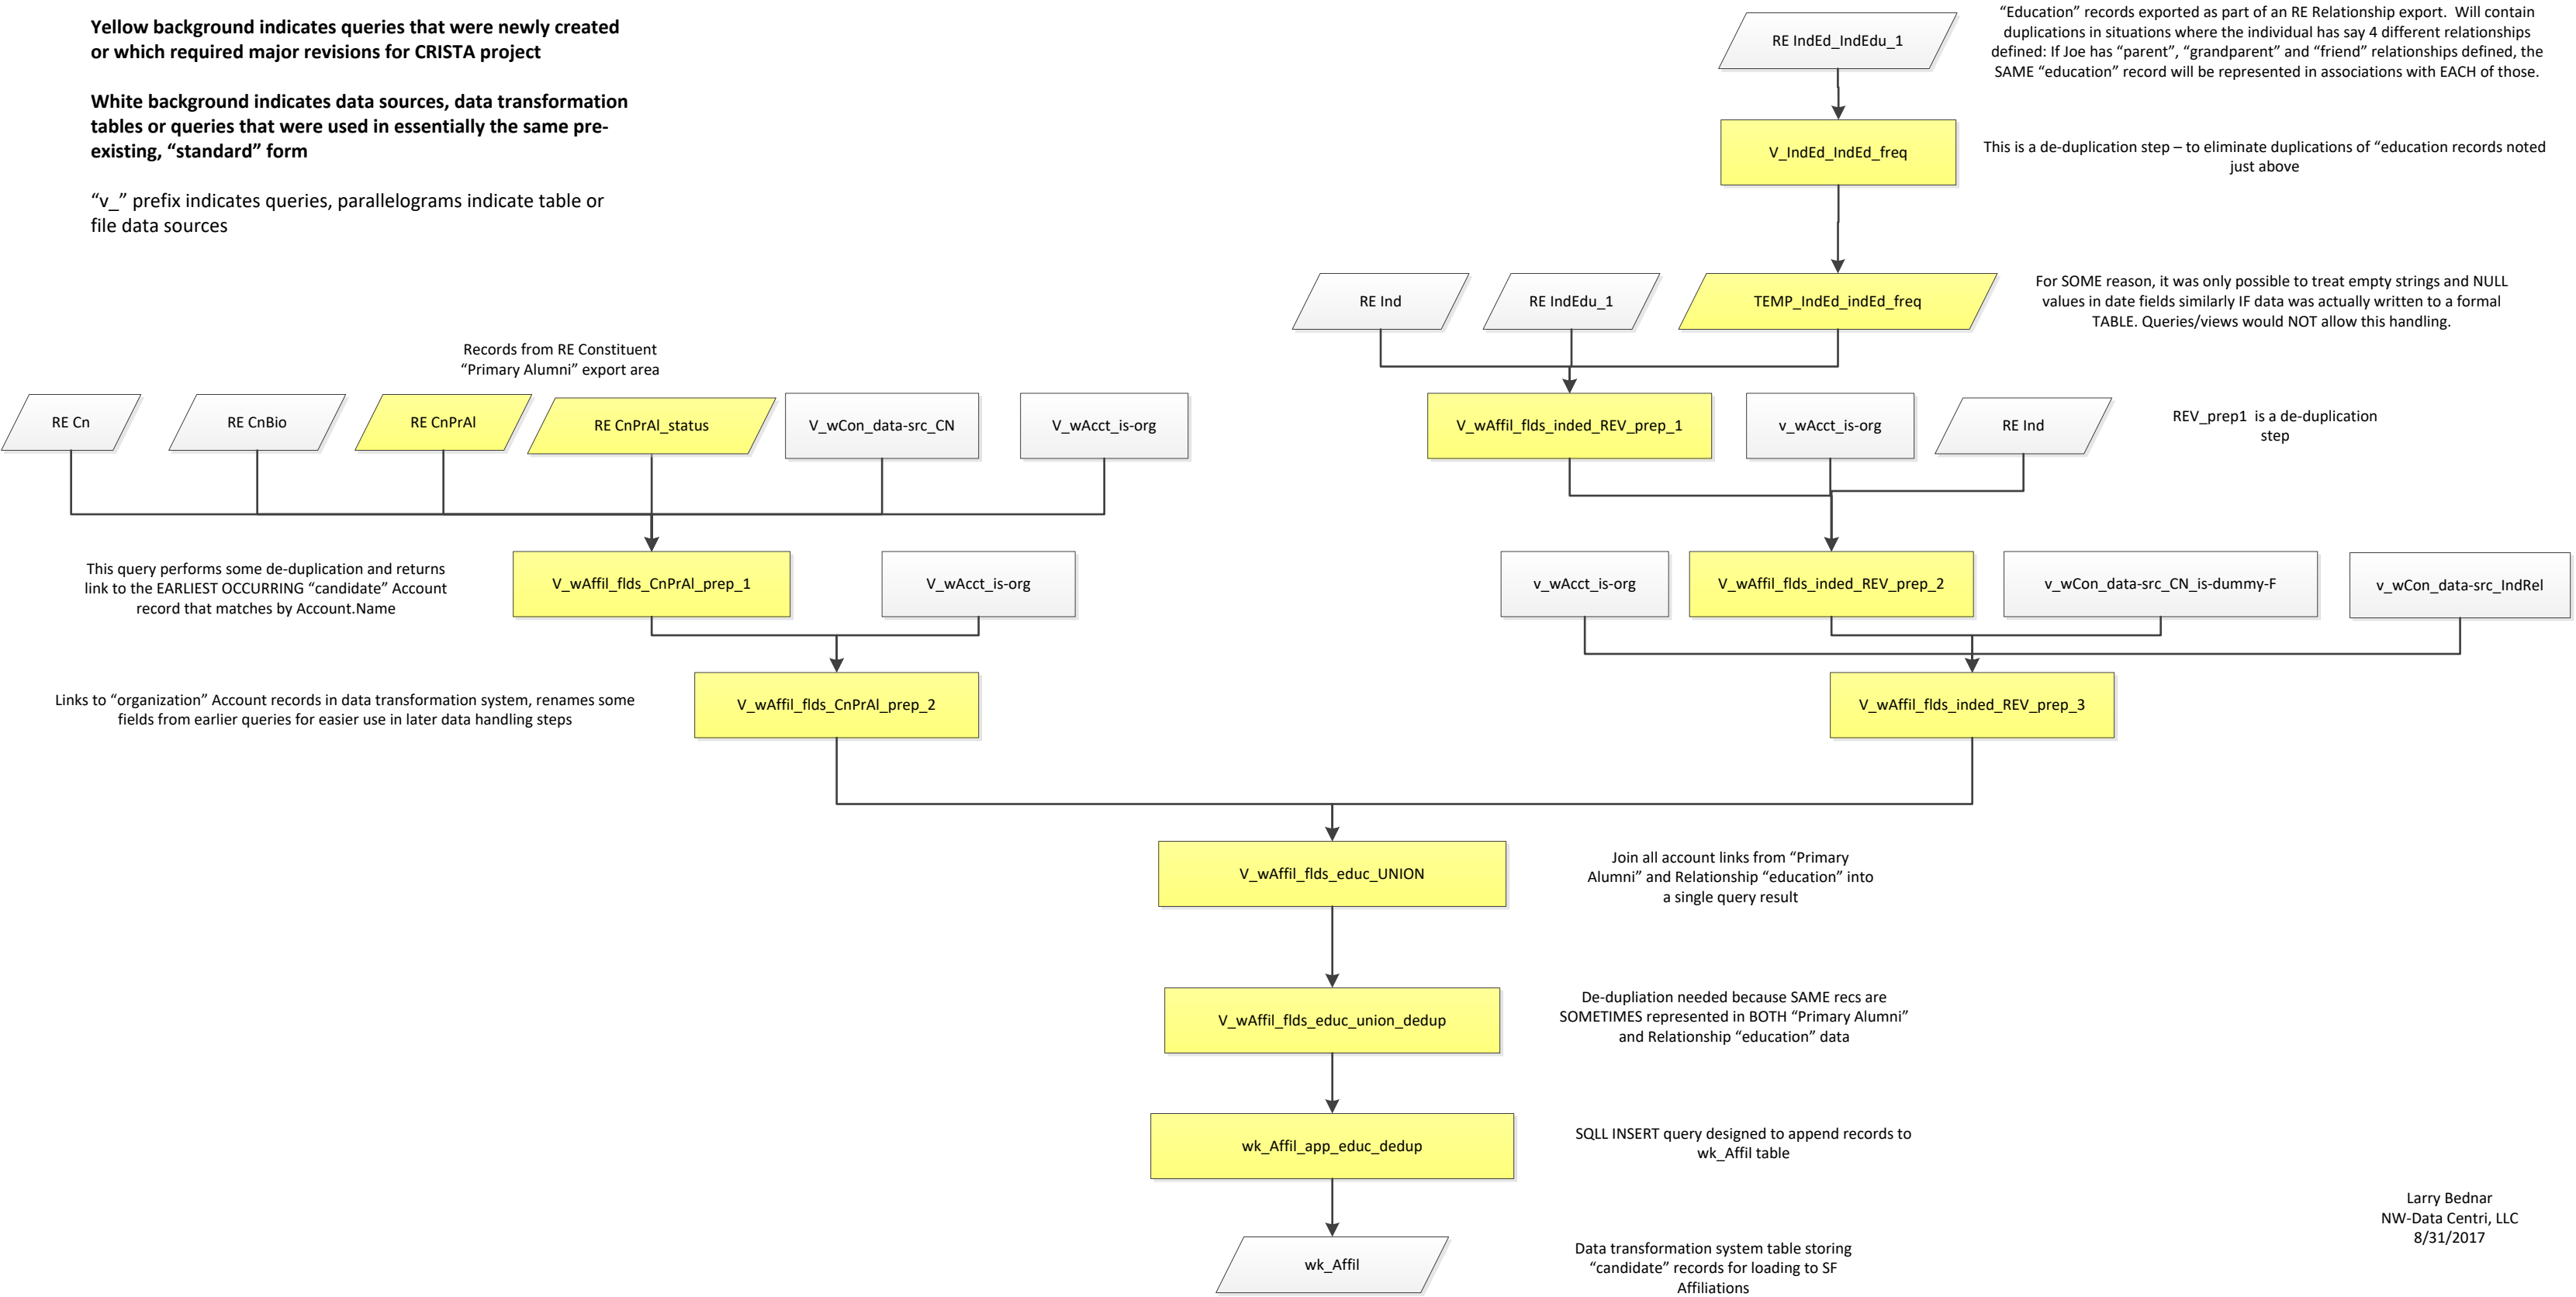 Yellow background indicates queries that were newly created
or which required major revisions for CRISTA project
White background indicates data sources, data transformation
tables or queries that were used in essentially the same pre-
existing, “standard” form
“v_” prefix indicates queries, parallelograms indicate table or
file data sources
RE IndEd_IndEdu_1
“Education” records exported as part of an RE Relationship export.  Will contain
duplications in situations where the individual has say 4 different relationships
defined: If Joe has “parent”, “grandparent” and “friend” relationships defined, the
SAME “education” record will be represented in associations with EACH of those.
V_IndEd_IndEd_freq
This is a de-duplication step – to eliminate duplications of “education records noted
just above
RE Ind
RE IndEdu_1
TEMP_IndEd_indEd_freq
For SOME reason, it was only possible to treat empty strings and NULL
values in date fields similarly IF data was actually written to a formal
TABLE. Queries/views would NOT allow this handling.
Records from RE Constituent
“Primary Alumni” export area
RE Cn
RE CnBio
RE CnPrAl
RE CnPrAl_status
V_wCon_data-src_CN
V_wAcct_is-org
V_wAffil_flds_inded_REV_prep_1
v_wAcct_is-org
RE Ind
REV_prep1  is a de-duplication
step
This query performs some de-duplication and returns
link to the EARLIEST OCCURRING “candidate” Account
record that matches by Account.Name
V_wAffil_flds_CnPrAl_prep_1
V_wAcct_is-org
v_wAcct_is-org
V_wAffil_flds_inded_REV_prep_2
v_wCon_data-src_CN_is-dummy-F
v_wCon_data-src_IndRel
Links to “organization” Account records in data transformation system, renames some
fields from earlier queries for easier use in later data handling steps
V_wAffil_flds_CnPrAl_prep_2
V_wAffil_flds_inded_REV_prep_3
V_wAffil_flds_educ_UNION
Join all account links from “Primary
Alumni” and Relationship “education” into
a single query result
V_wAffil_flds_educ_union_dedup
De-dupliation needed because SAME recs are
SOMETIMES represented in BOTH “Primary Alumni”
and Relationship “education” data
wk_Affil_app_educ_dedup
SQLL INSERT query designed to append records to
wk_Affil table
wk_Affil
Data transformation system table storing
“candidate” records for loading to SF
Affiliations
Larry Bednar
NW-Data Centri, LLC
8/31/2017